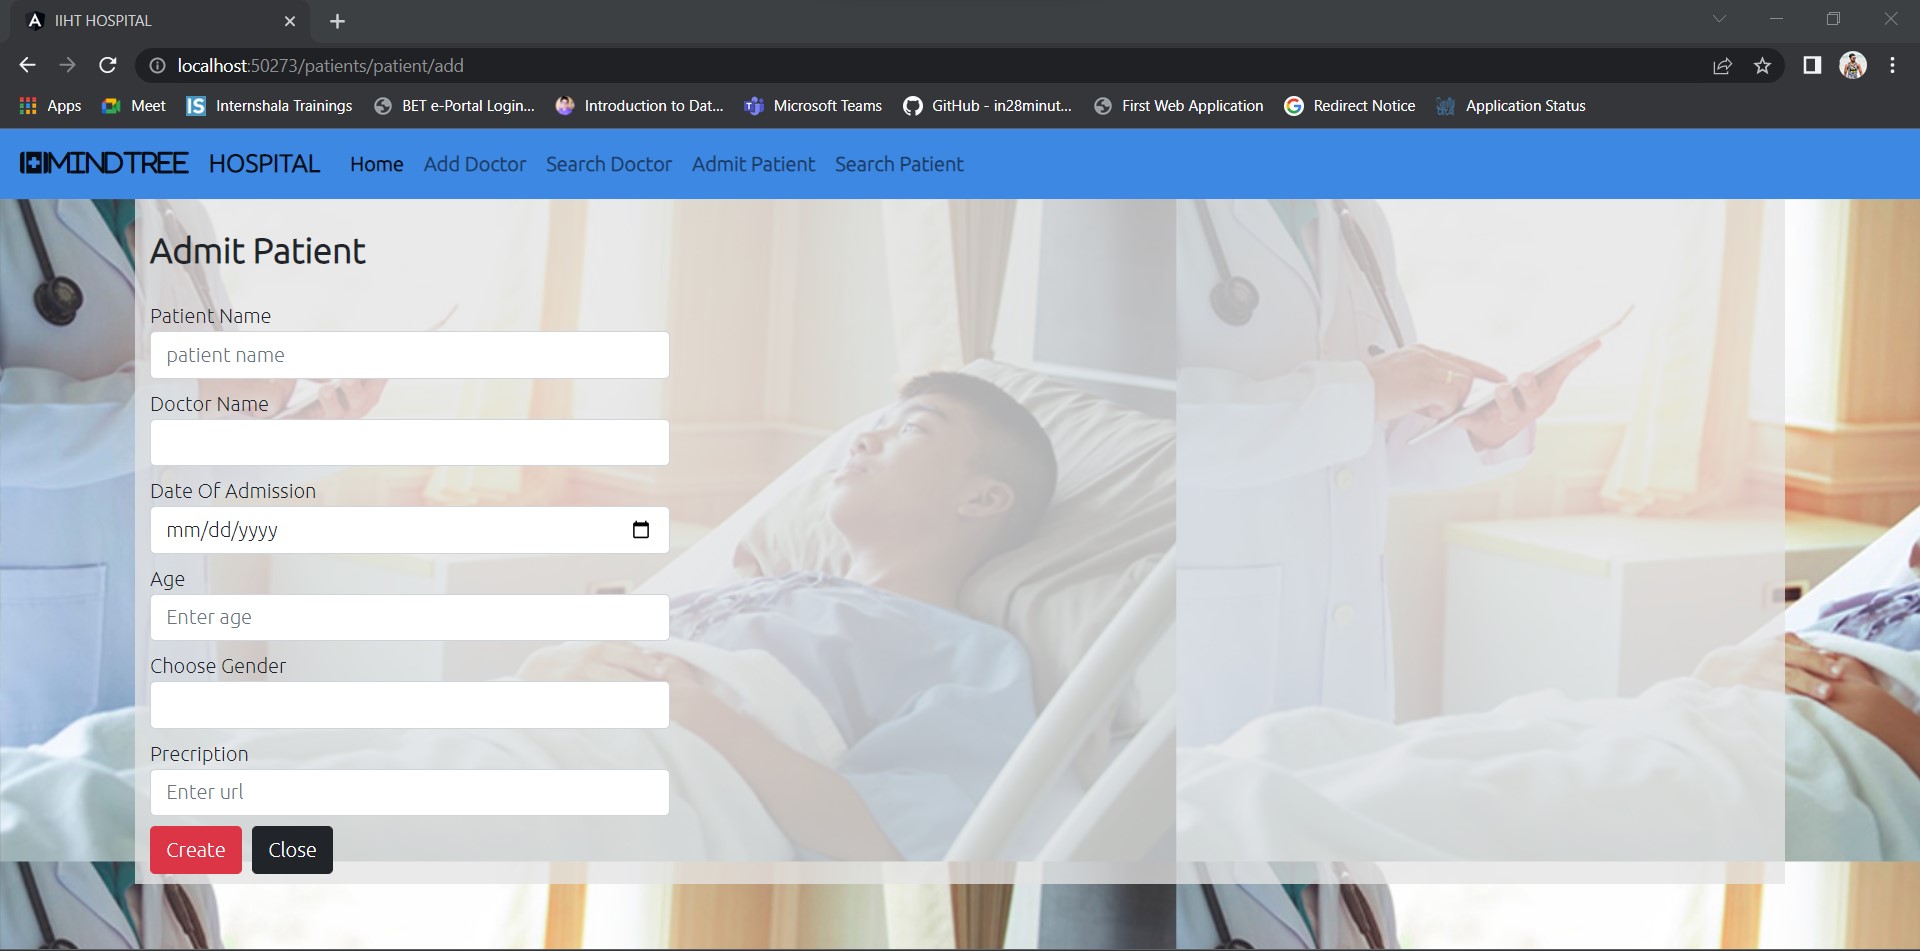 IIHT HOSPITAL
localhost:50273/patients/patient/add
Apps Meet Internshala Trainings BET e-Portal Login... Introduction to Dat... Microsoft Teams GitHub - in28minut... First Web Application Redirect Notice Application Status
MINDTREE HOSPITAL Home Add Doctor Search Doctor Admit Patient Search Patient
Admit Patient
Patient Name
patient name
Doctor Name
Date Of Admission
mm/dd/yyyy
Age
Enter age
Choose Gender
Precription
Enter url
Create Close